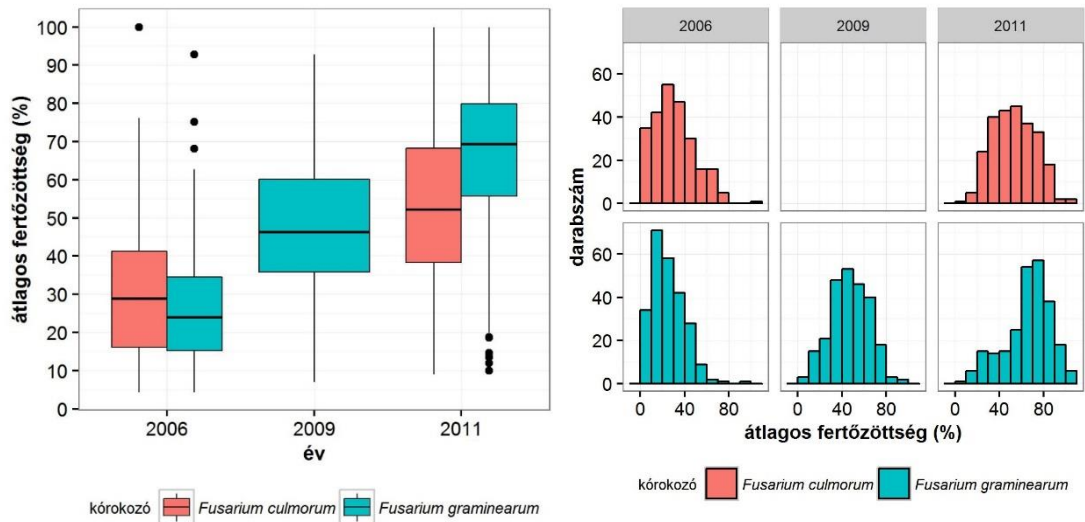 átlagos fertőzöttség (%)
100
90
80
70
60
50
40
30
20
10
0
2006 2009 2011
év
kórokozó Fusarium culmorum Fusarium graminearum
2006 2009 2011
darabszám
60
40
20
0
60
40
20
0
0 40 80 0 40 80 0 40 80
átlagos fertőzöttség (%)
kórokozó Fusarium culmorum Fusarium graminearum